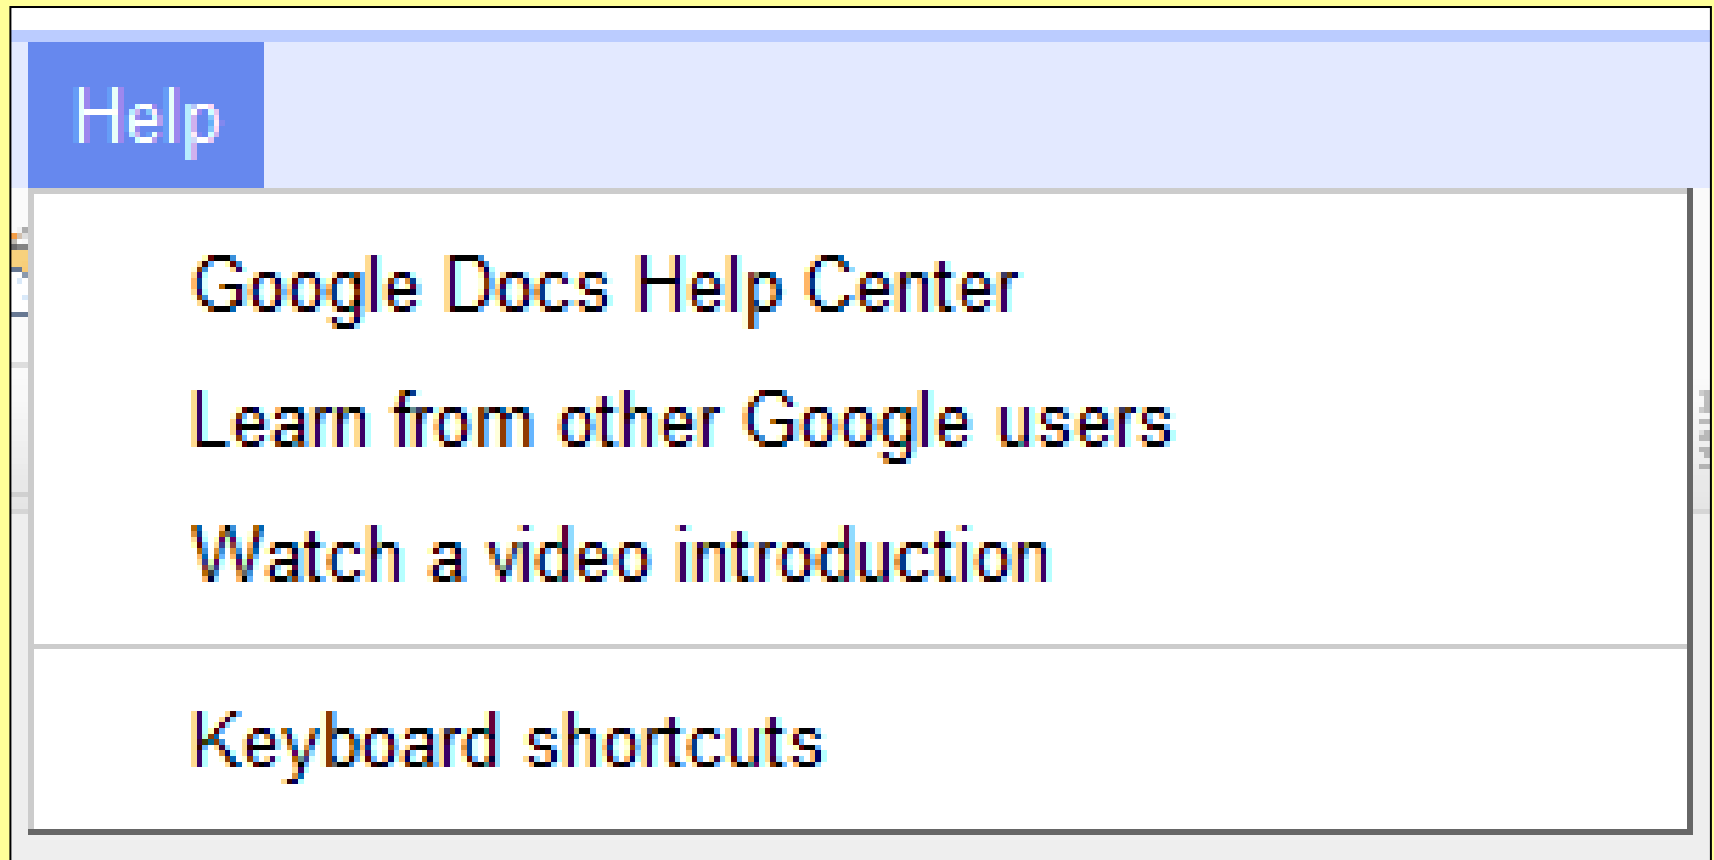 Help
Google Docs Help Center
Learn from other Google users
Watch a video introduction
Keyboard shortcuts